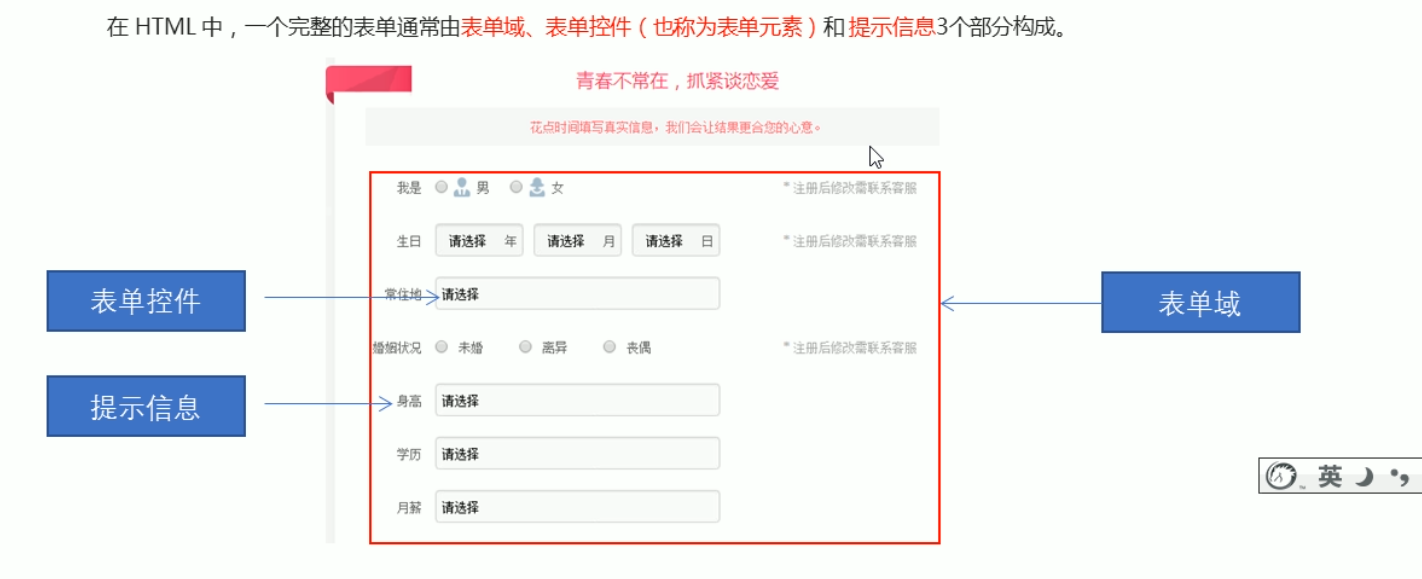 在 HTML 中，一个完整的表单通常由表单域、表单控件（也称为表单元素）和 提示信息3个部分构成。
青春不常在，抓紧谈恋爱
花点时间填写真实信息，我们会让结果更合您的心意。
我是 男 女 * 注册后修改需联系客服
生日 请选择 年 请选择 月 请选择 日 * 注册后修改需联系客服
表单控件
常住地 请选择
表单域
婚姻状况 未婚 离异 丧偶 * 注册后修改需联系客服
提示信息
身高 请选择
学历 请选择
英
月薪 请选择